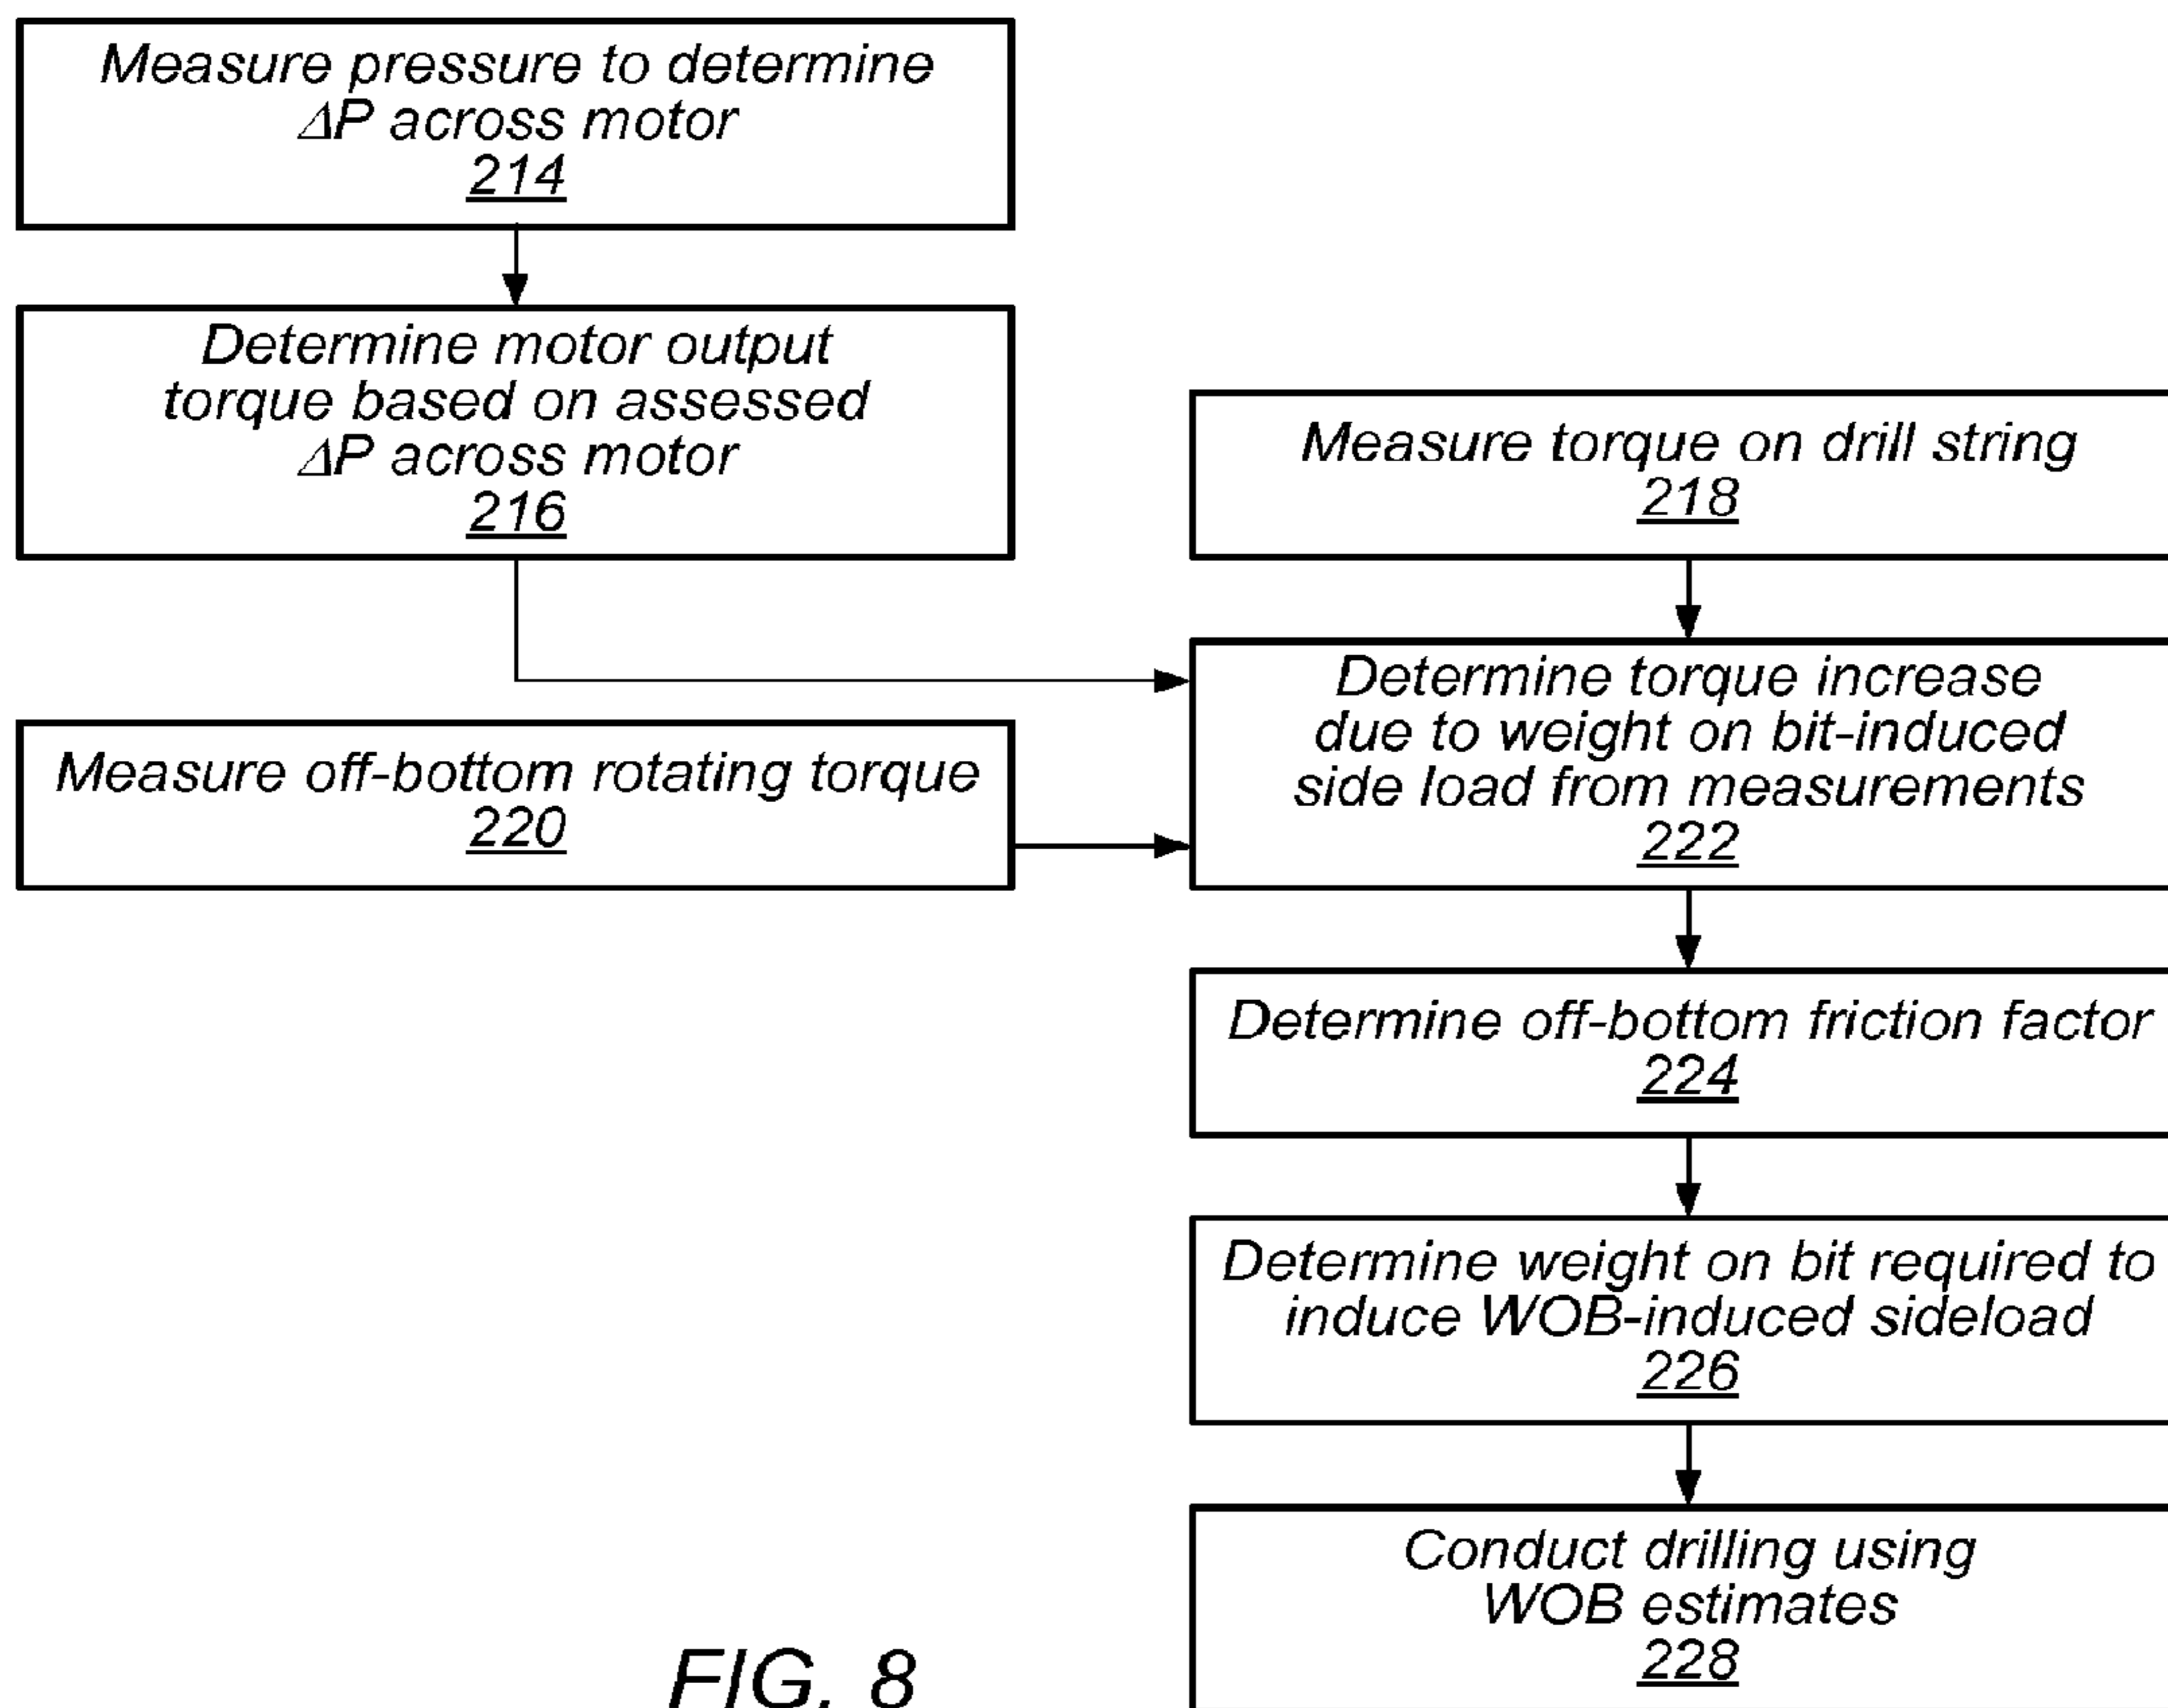 Measure pressure to determine
ΔP across motor
214
Determine motor output
torque based on assessed
ΔP across motor
216
Measure torque on drill string
218
Measure off-bottom rotating torque
220
Determine torque increase
due to weight on bit-induced
side load from measurements
222
Determine off-bottom friction factor
224
Determine weight on bit required to
induce WOB-induced sideload
226
Conduct drilling using
WOB estimates
228
FIG. 8